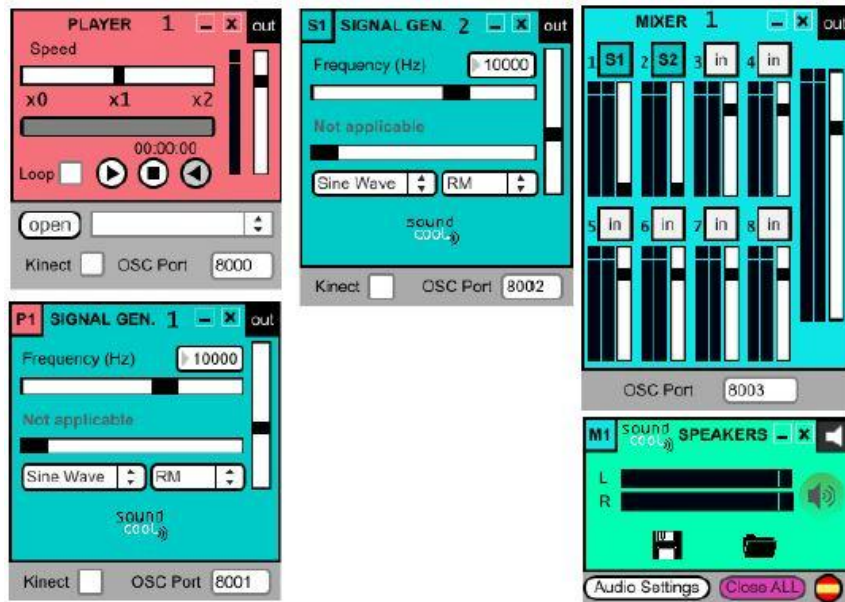 PLAYER 1 out
Speed
x0 x1 x2
00:00:00
Loop
open
Kinect OSC Port 8000
S1 SIGNAL GEN. 2 out
Frequency (Hz) 10000
Not applicable
Sine Wave RM
sound
cool
Kinect OSC Port 8002
MIXER 1 out
1 S1 2 S2 3 in 4 in
5 in 6 in 7 in 8 in
OSC Port 8003
P1 SIGNAL GEN. 1 out
Frequency (Hz) 10000
Not applicable
Sine Wave RM
sound
cool
Kinect OSC Port 8001
M1 sound cool SPEAKERS
L
R
Audio Settings Close ALL